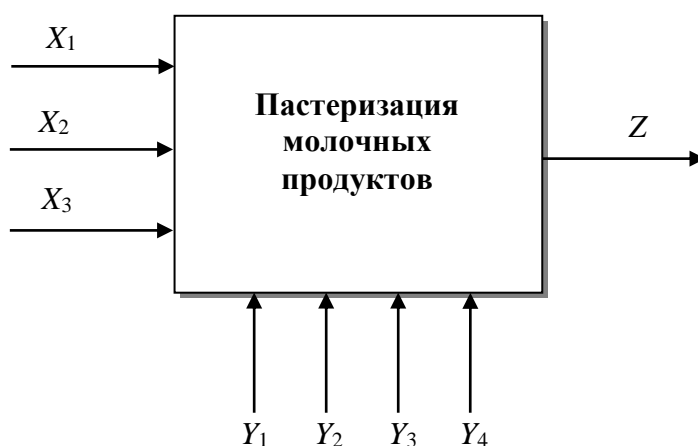 X1
Пастеризация
молочных
продуктов
X2
Z
X3
Y1 Y2 Y3 Y4